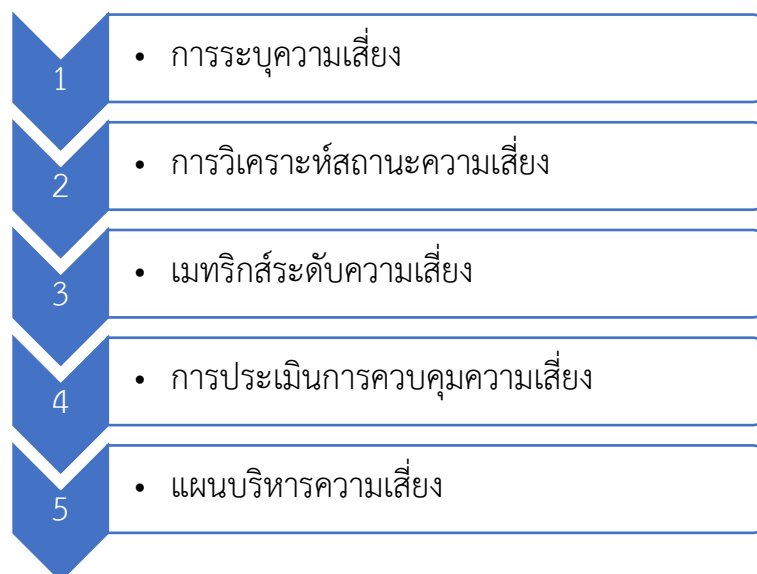 1
• การระบุความเสี่ยง
2
• การวิเคราะห์สถานะความเสี่ยง
3
• เมทริกส์ระดับความเสี่ยง
4
• การประเมินการควบคุมความเสี่ยง
5
• แผนบริหารความเสี่ยง